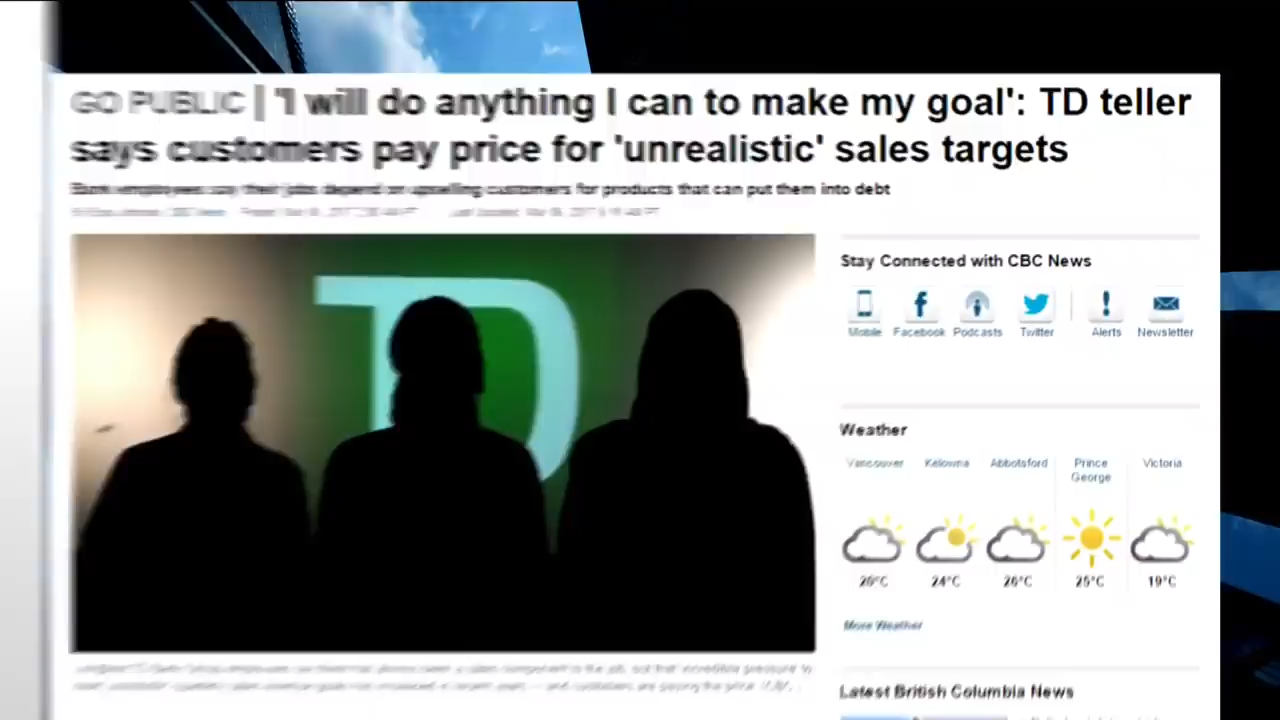 GO PUBLIC | 'I will do anything I can to make my goal': TD teller
says customers pay price for 'unrealistic' sales targets
Bank employees say their jobs depend on upselling customers for products that can put them into debt
TD
Stay Connected with CBC News
Mobile Facebook Podcasts Twitter Alerts Newsletter
Weather
Vancouver Kelowna Abbotsford Prince George Victoria
20°C 24°C 20°C 25°C 19°C
More Weather
Latest British Columbia News